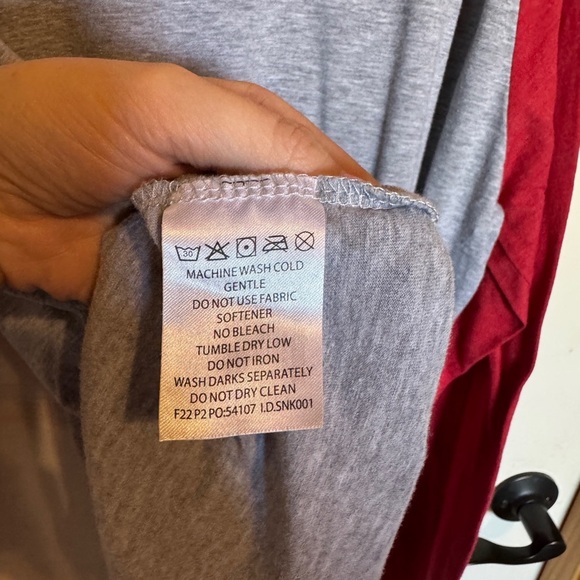 30
MACHINE WASH COLD
GENTLE
DO NOT USE FABRIC
SOFTENER
NO BLEACH
TUMBLE DRY LOW
DO NOT IRON
WASH DARKS SEPARATELY
DO NOT DRY CLEAN
F22 P2 PO:54107 I.D.SNK001